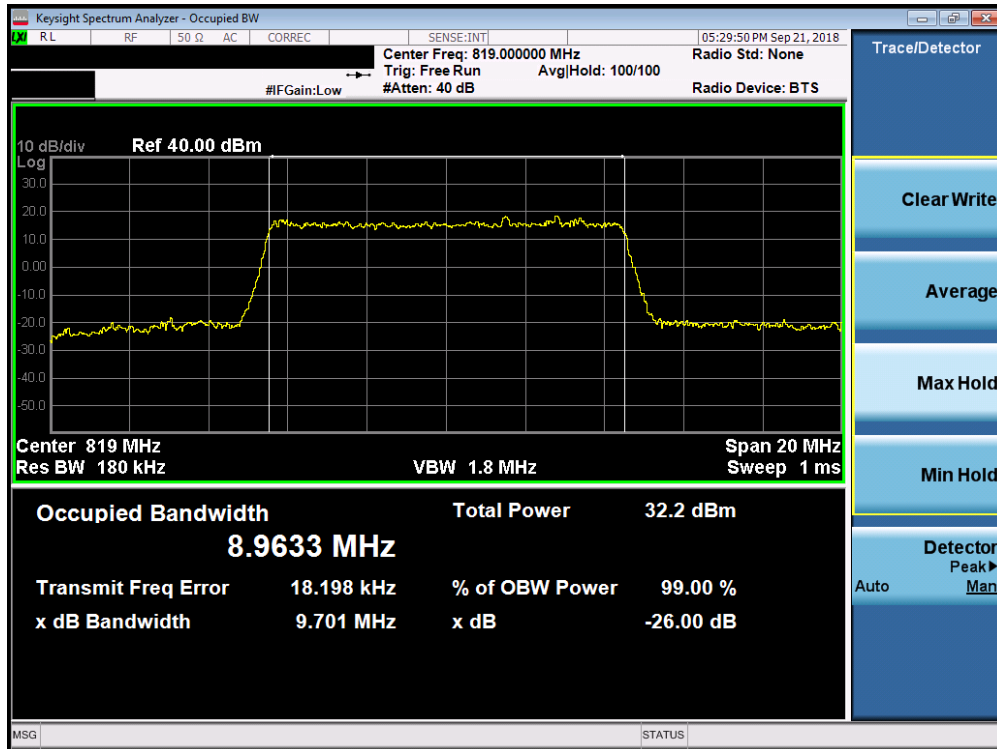 Keysight Spectrum Analyzer - Occupied BW
LXI RL RF 50 Ω AC CORREC SENSE:INT 05:29:50 PM Sep 21, 2018
Center Freq: 819.000000 MHz Radio Std: None
Trig: Free Run Avg|Hold: 100/100
#IFGain:Low #Atten: 40 dB Radio Device: BTS
10 dB/div Ref 40.00 dBm
Log
30.0
20.0
10.0
0.00
-10.0
-20.0
-30.0
-40.0
-50.0
Center 819 MHz Span 20 MHz
Res BW 180 kHz VBW 1.8 MHz Sweep 1 ms
Occupied Bandwidth Total Power 32.2 dBm
8.9633 MHz
Transmit Freq Error 18.198 kHz % of OBW Power 99.00 %
x dB Bandwidth 9.701 MHz x dB -26.00 dB
MSG STATUS
Trace/Detector
Clear Write
Average
Max Hold
Min Hold
Detector
Peak▶
Auto Man